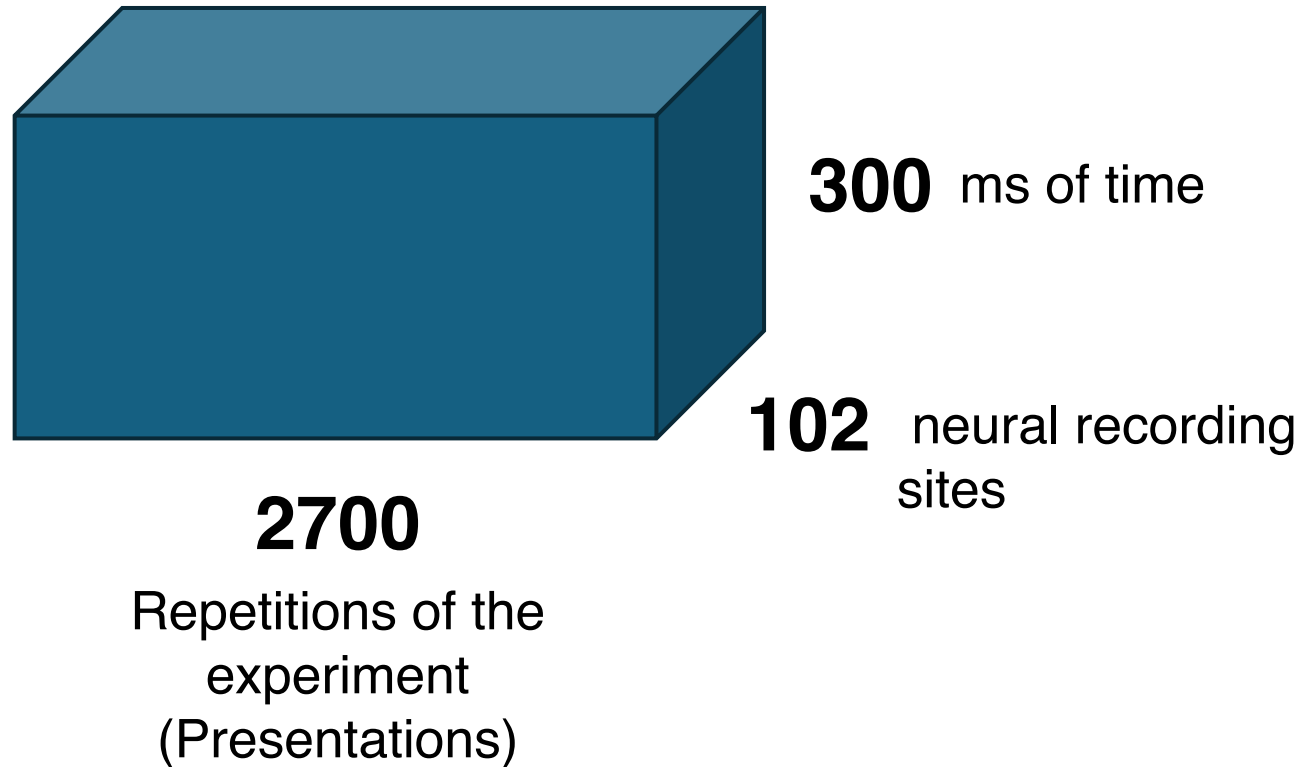 300 ms of time
102 neural recording
sites
2700
Repetitions of the
experiment
(Presentations)